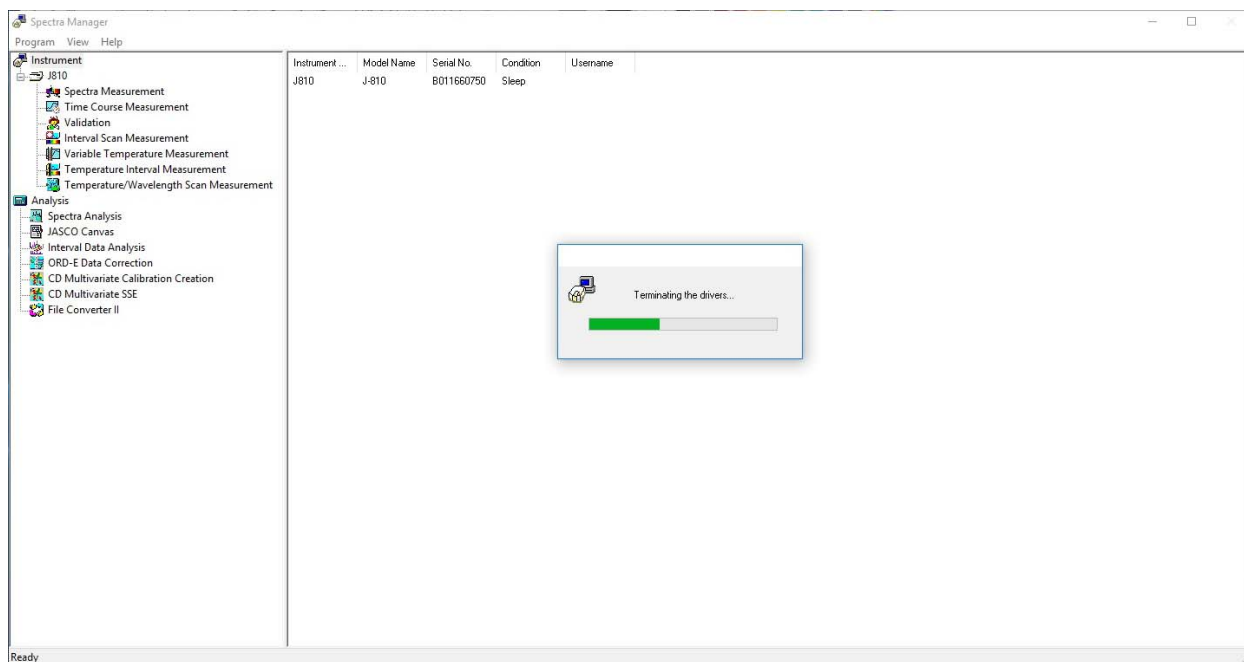 Spectra Manager
Program View Help
Instrument
J810
Spectra Measurement
Time Course Measurement
Validation
Interval Scan Measurement
Variable Temperature Measurement
Temperature Interval Measurement
Temperature/Wavelength Scan Measurement
Analysis
Spectra Analysis
JASCO Canvas
Interval Data Analysis
ORD-E Data Correction
CD Multivariate Calibration Creation
CD Multivariate SSE
File Converter II
Instrument ... Model Name Serial No. Condition Username
J810 J-810 B011660750 Sleep
Terminating the drivers...
Ready